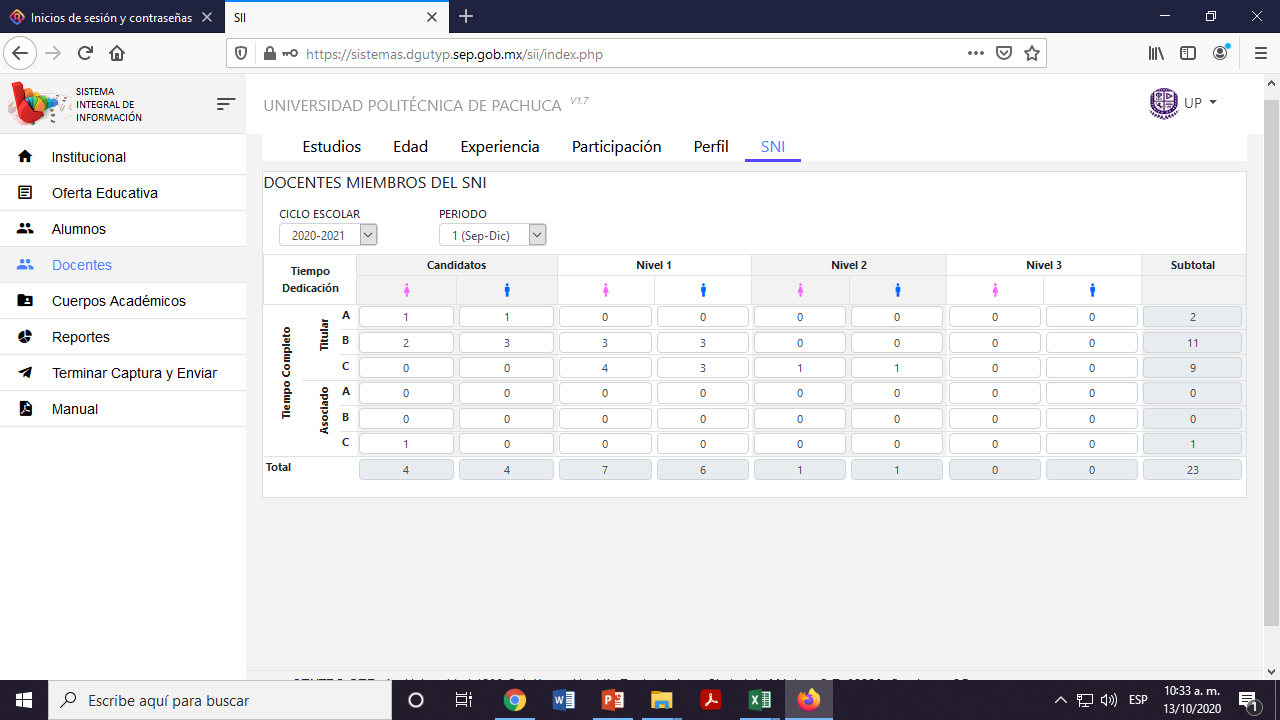 Inicios de sesión y contraseñas
SII
https://sistemas.dgutyp.sep.gob.mx/sii/index.php
SISTEMA
INTEGRAL DE
INFORMACIÓN
UNIVERSIDAD POLITÉCNICA DE PACHUCA V1.7
UP
Institucional
Oferta Educativa
Alumnos
Docentes
Cuerpos Académicos
Reportes
Terminar Captura y Enviar
Manual
Estudios Edad Experiencia Participación Perfil SNI
DOCENTES MIEMBROS DEL SNI
CICLO ESCOLAR PERIODO
2020-2021 1 (Sep-Dic)
Tiempo Dedicación Candidatos Nivel 1 Nivel 2 Nivel 3 Subtotal
Tiempo Completo
Titular
A 1 1 0 0 0 0 0 0 2
B 2 3 3 3 0 0 0 0 11
C 0 0 4 3 1 1 0 0 9
Asociado
A 0 0 0 0 0 0 0 0 0
B 0 0 0 0 0 0 0 0 0
C 1 0 0 0 0 0 0 0 1
Total 4 4 7 6 1 1 0 0 23
Escribe aquí para buscar
ESP
10:33 a. m.
13/10/2020
1